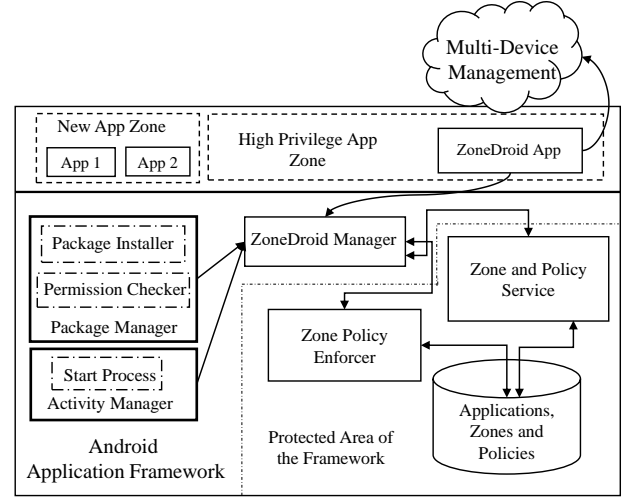 Multi-Device
Management
New App Zone
App 1
App 2
High Privilege App
Zone
ZoneDroid App
Package Installer
Permission Checker
Package Manager
Start Process
Activity Manager
ZoneDroid Manager
Zone and Policy
Service
Zone Policy
Enforcer
Applications,
Zones and
Policies
Android
Application Framework
Protected Area of
the Framework